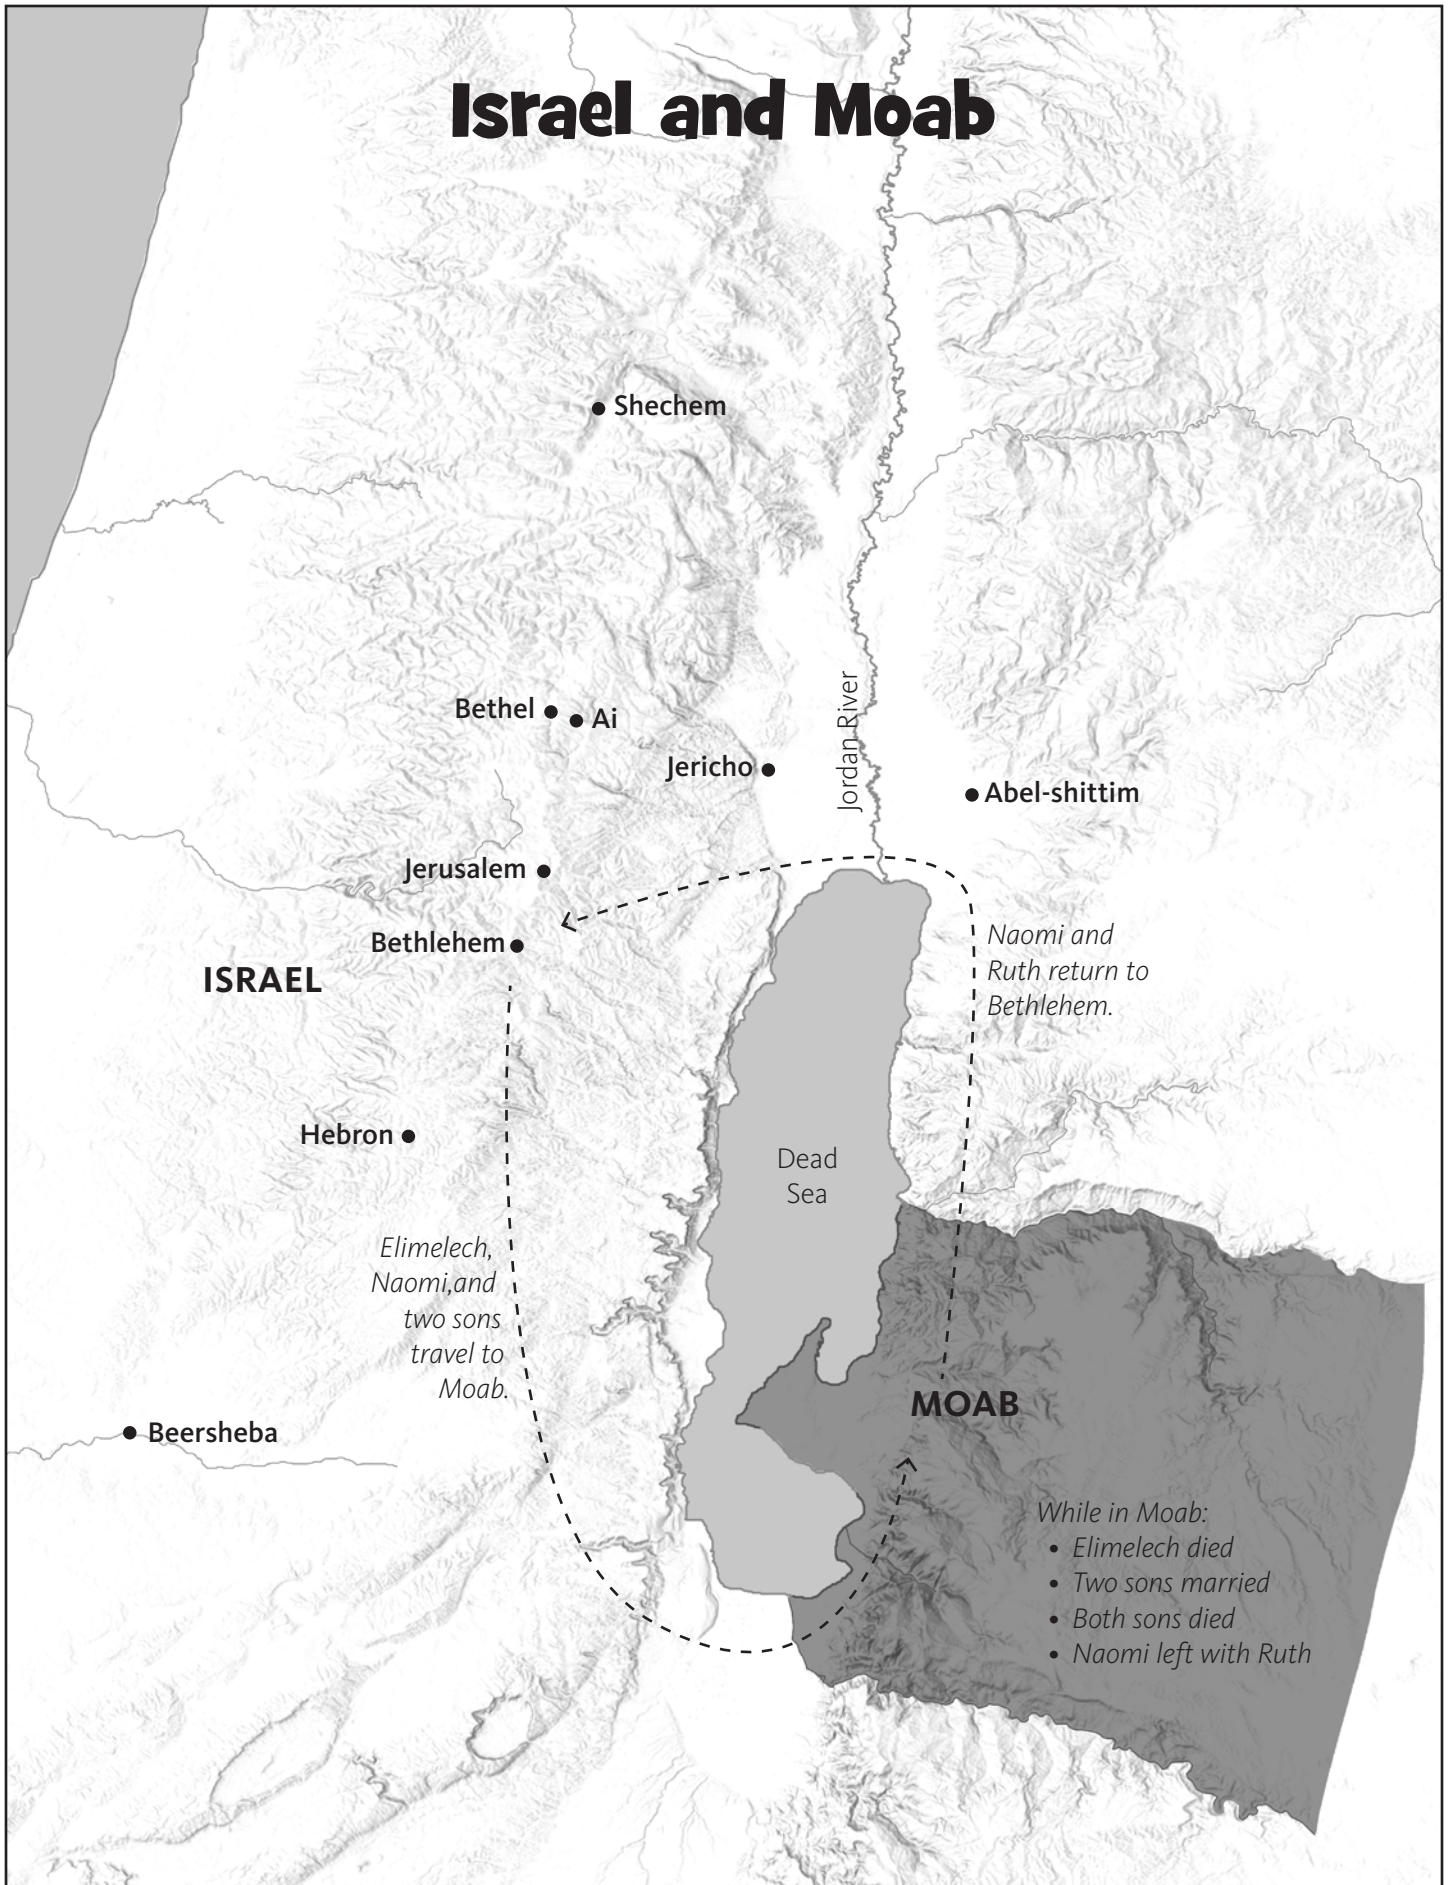 Israel and Moab
Shechem
Bethel
Ai
Jericho
Jordan River
Abel-shittim
Jerusalem
Bethlehem
ISRAEL
Naomi and
Ruth return to
Bethlehem.
Hebron
Dead
Sea
Elimelech,
Naomi,and
two sons
travel to
Moab.
MOAB
Beersheba
While in Moab:
• Elimelech died
• Two sons married
• Both sons died
• Naomi left with Ruth